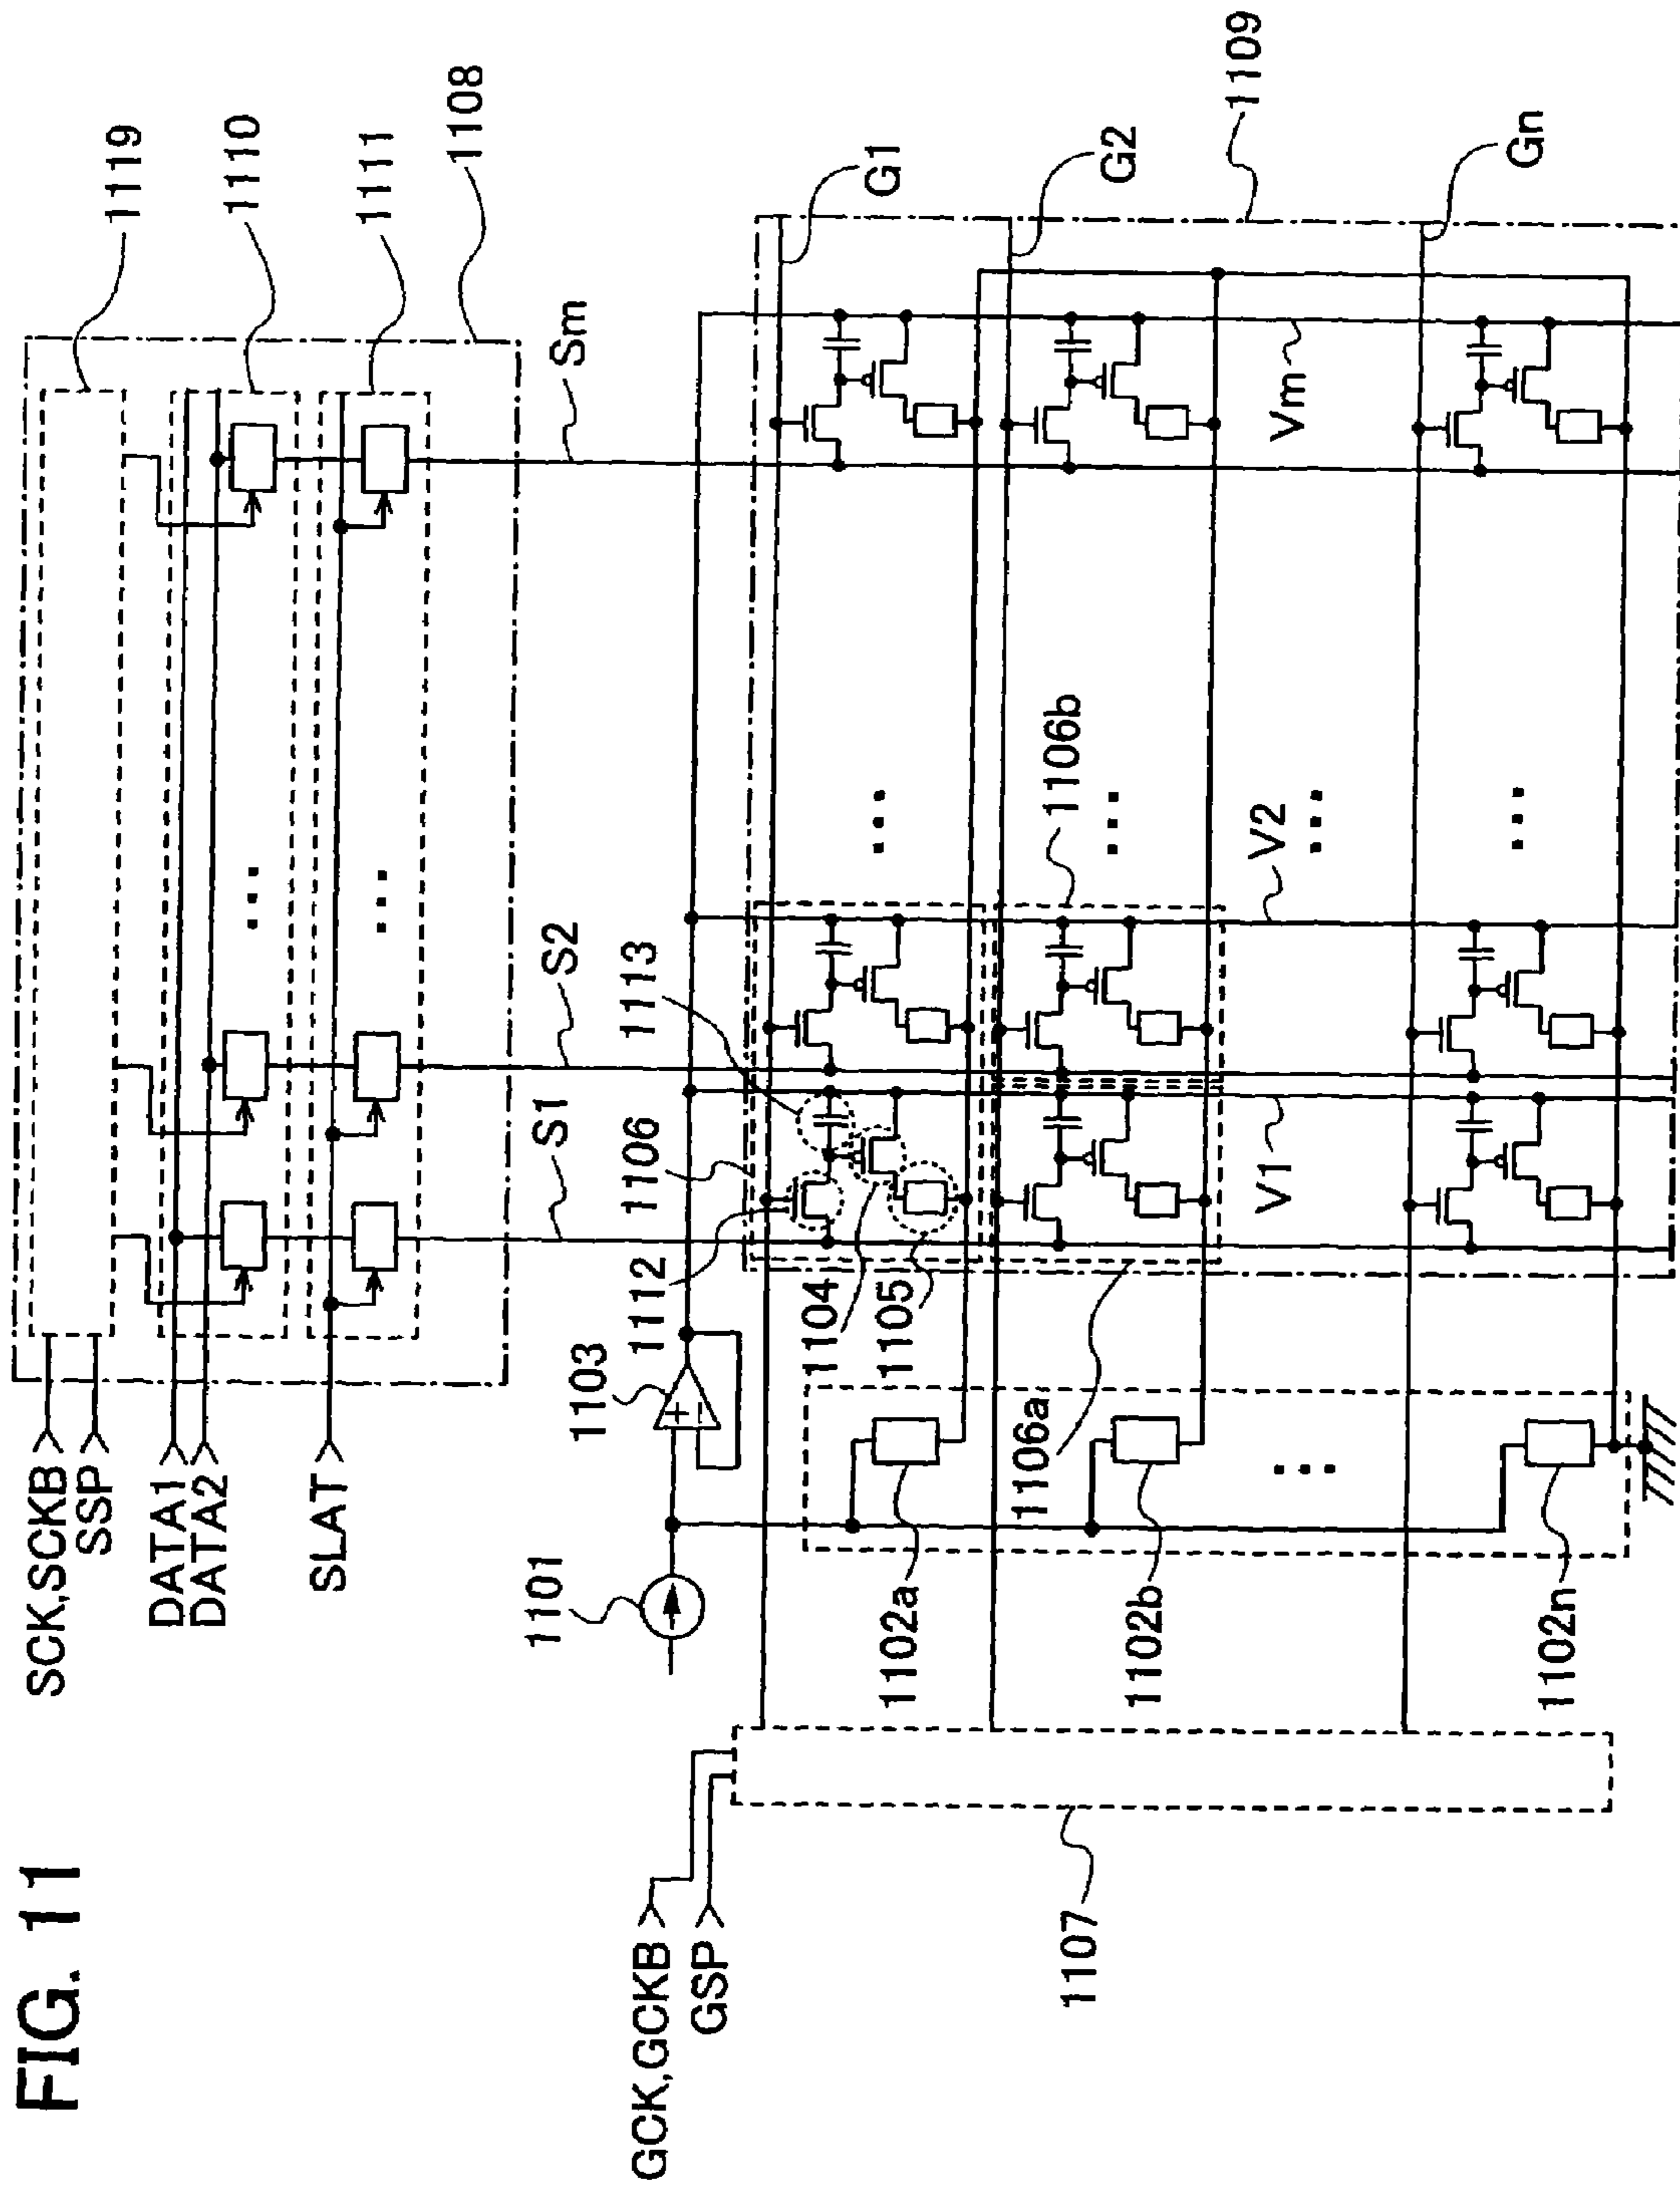 FIG. 11
1119
1110
1111
1108
SCK,SCKB
SSP
DATA1
DATA2
SLAT
S1
S2
Sm
1101
1103
1112
1106
1113
GCK,GCKB
GSP
1104
1105
G1
G2
1109
1102a
1106a
1106b
1102b
V1
V2
Vm
1107
1102n
Gn